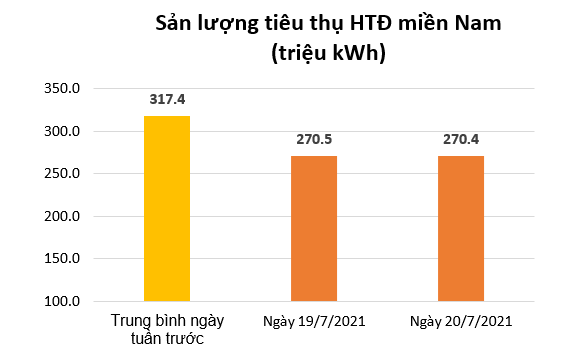 Sản lượng tiêu thụ HTĐ miền Nam
(triệu kWh)
350.0
317.4
300.0
270.5
270.4
250.0
200.0
150.0
100.0
Trung bình ngày
tuần trước
Ngày 19/7/2021
Ngày 20/7/2021